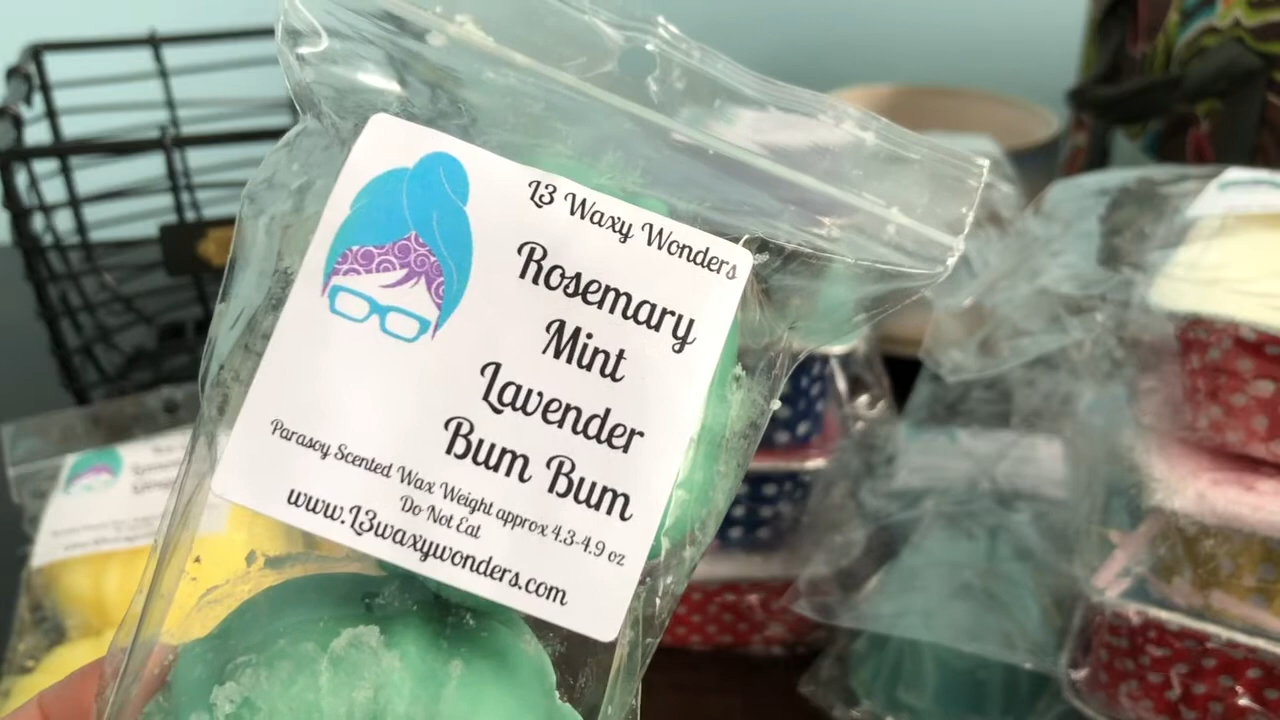 L3 Waxy Wonders
Rosemary
Mint
Lavender
Bum Bum
Parasoy Scented Wax Weight approx 4.3-4.9 oz
Do Not Eat
www.L3waxywonders.com